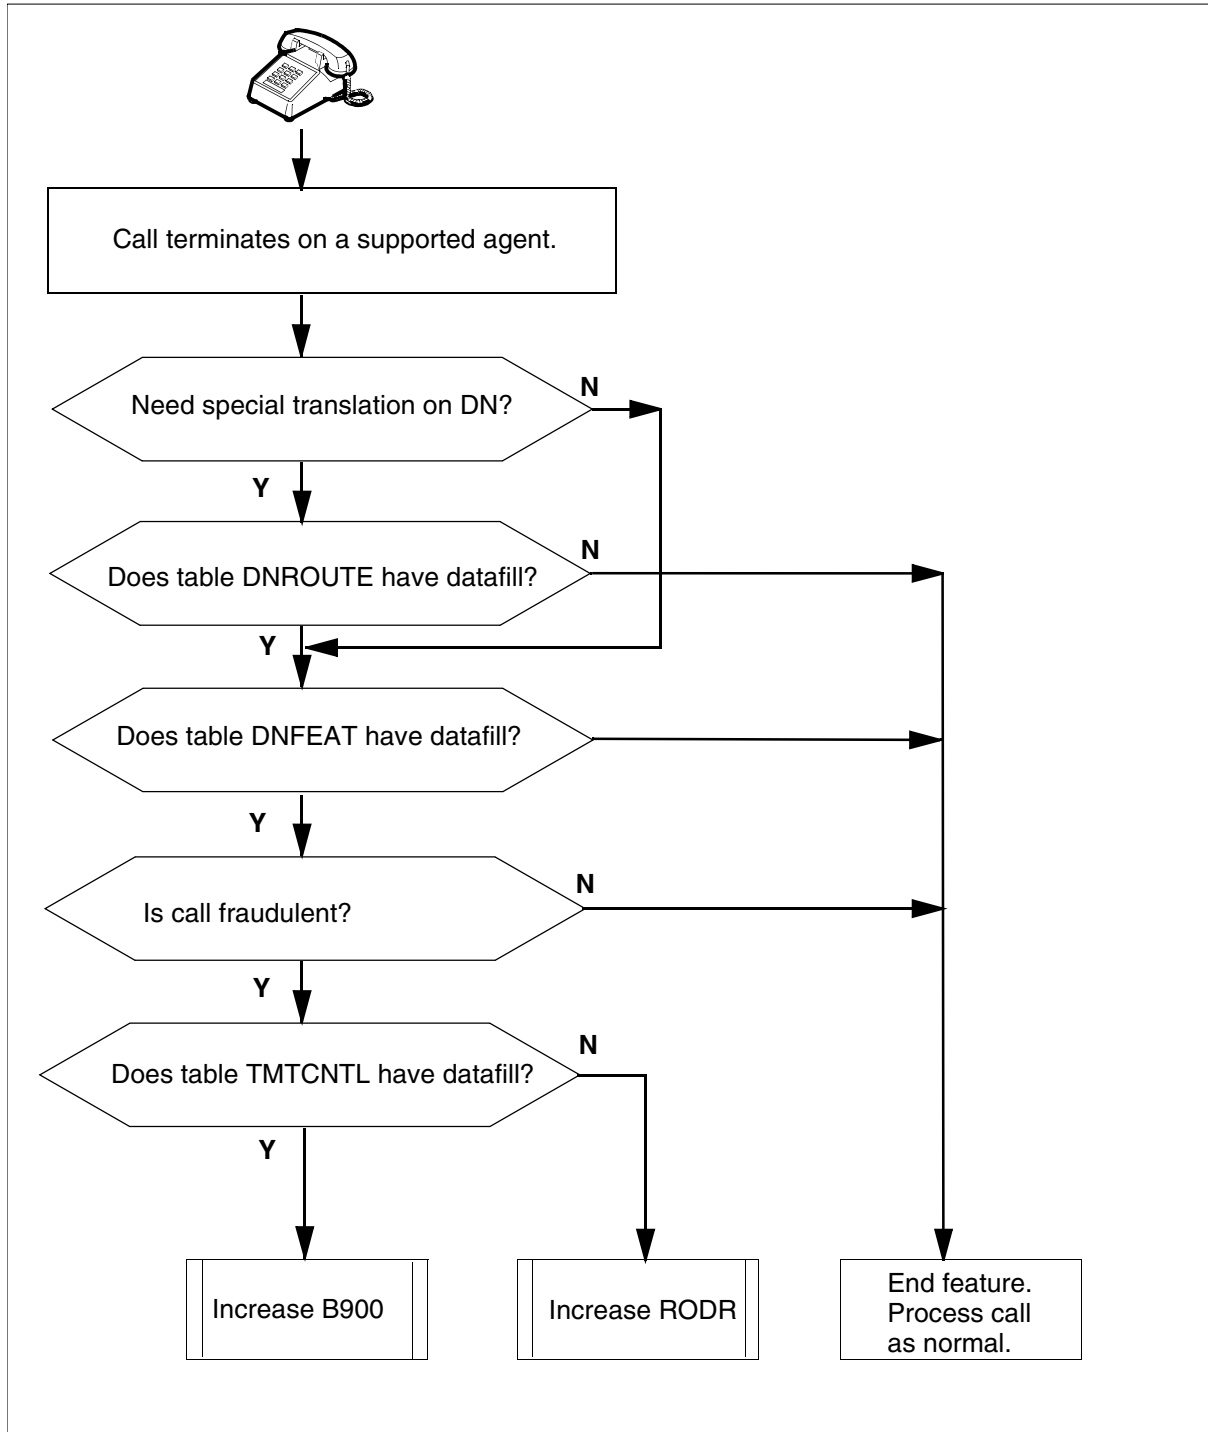 Call terminates on a supported agent.
Need special translation on DN?
N
Y
Does table DNROUTE have datafill?
N
Y
Does table DNFEAT have datafill?
Y
Is call fraudulent?
N
Y
Does table TMTCNTL have datafill?
N
Y
Increase B900
Increase RODR
End feature.
Process call
as normal.